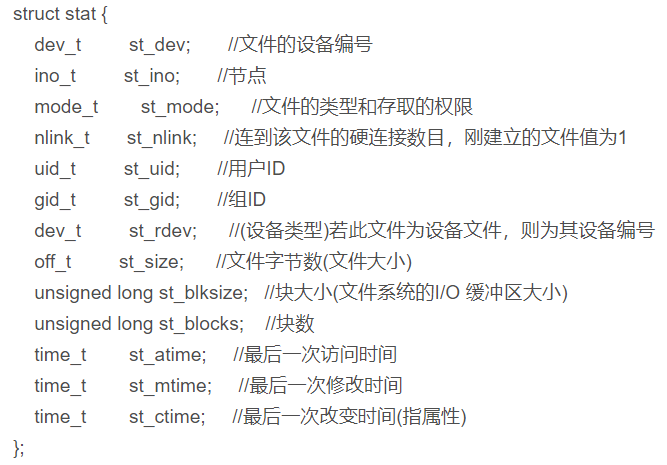 struct stat {
dev_t st_dev; //文件的设备编号
ino_t st_ino; //节点
mode_t st_mode; //文件的类型和存取的权限
nlink_t st_nlink; //连到该文件的硬连接数目，刚建立的文件值为1
uid_t st_uid; //用户ID
gid_t st_gid; //组ID
dev_t st_rdev; //(设备类型)若此文件为设备文件，则为其设备编号
off_t st_size; //文件字节数(文件大小)
unsigned long st_blksize; //块大小(文件系统的I/O 缓冲区大小)
unsigned long st_blocks; //块数
time_t st_atime; //最后一次访问时间
time_t st_mtime; //最后一次修改时间
time_t st_ctime; //最后一次改变时间(指属性)
};